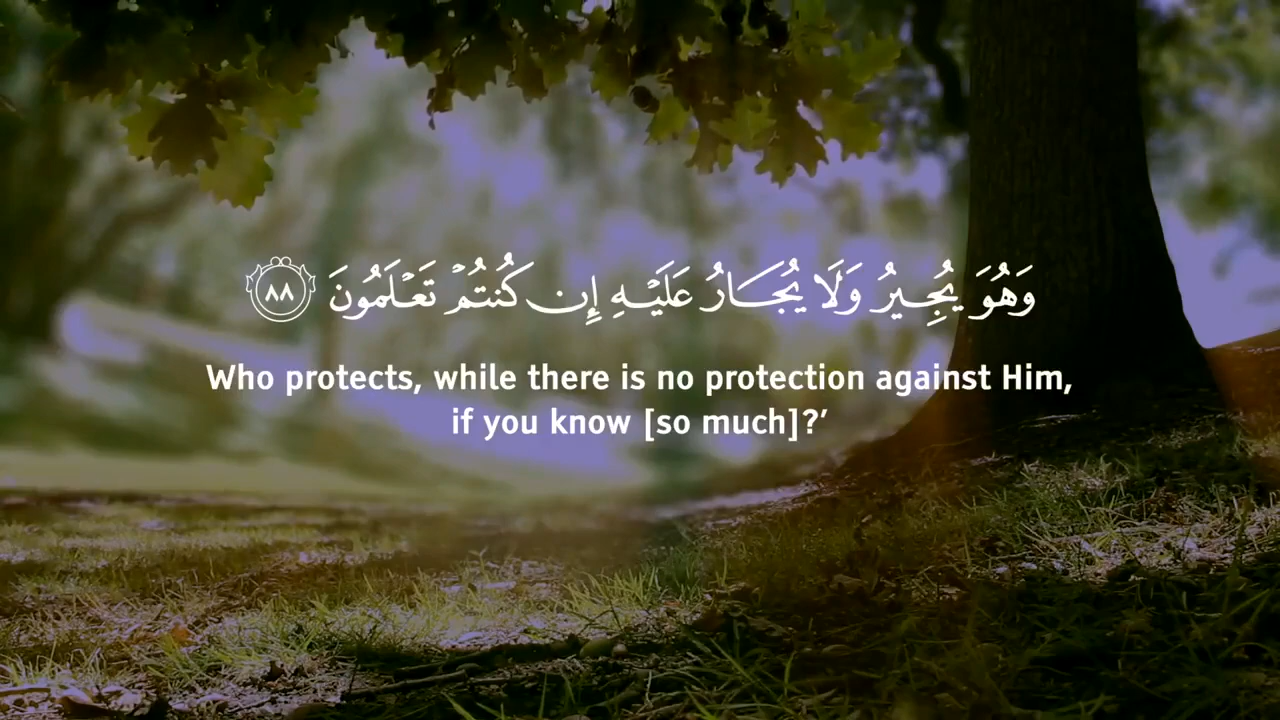 وَهُوَ يُجِيرُ وَلَا يُجَارُ عَلَيْهِ إِن كُنتُمْ تَعْلَمُونَ ٨٨
Who protects, while there is no protection against Him,
if you know [so much]?’